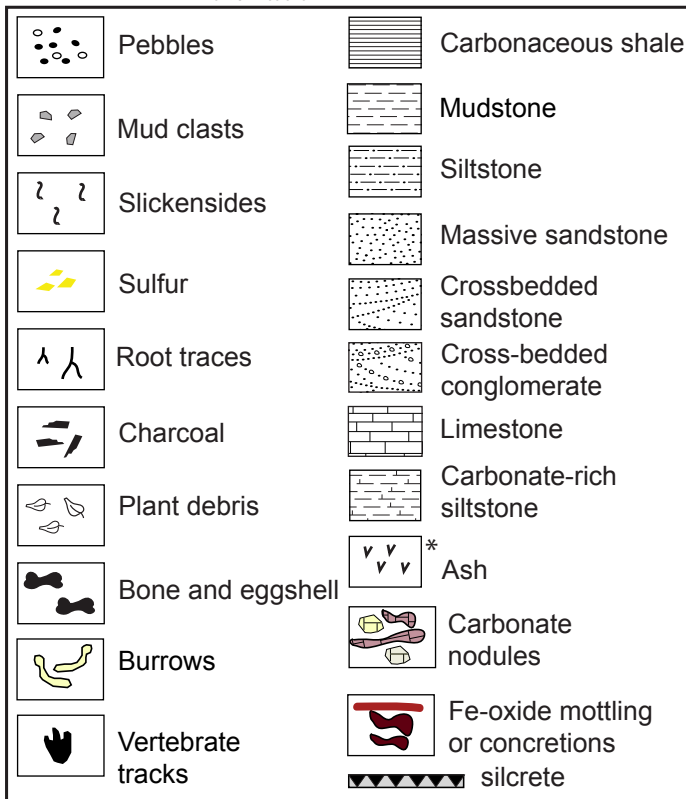 Pebbles
Mud clasts
Slickensides
Sulfur
Root traces
Charcoal
Plant debris
Bone and eggshell
Burrows
Vertebrate
tracks
Carbonaceous shale
Mudstone
Siltstone
Massive sandstone
Crossbedded
sandstone
Cross-bedded
conglomerate
Limestone
Carbonate-rich
siltstone
*
Ash
Carbonate
nodules
Fe-oxide mottling
or concretions
silcrete